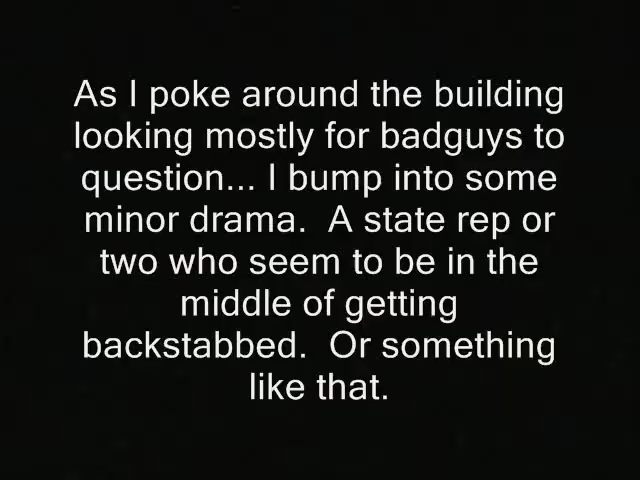 As I poke around the building
looking mostly for badguys to
question... I bump into some
minor drama.  A state rep or
two who seem to be in the
middle of getting
backstabbed.  Or something
like that.